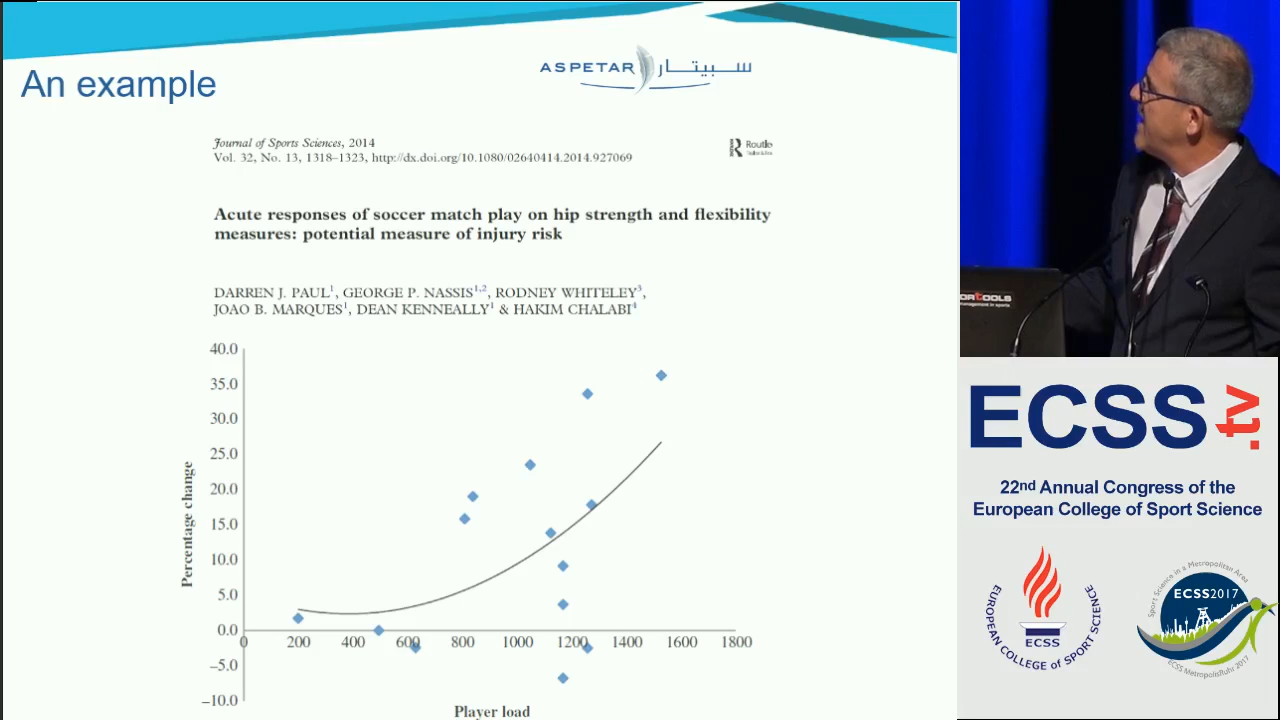 An example
ASPETAR سبيتار
Journal of Sports Sciences, 2014
Vol. 32, No. 13, 1318–1323, http://dx.doi.org/10.1080/02640414.2014.927069
Routle
Acute responses of soccer match play on hip strength and flexibility
measures: potential measure of injury risk
DARREN J. PAUL1, GEORGE P. NASSIS1,2, RODNEY WHITELEY3,
JOAO B. MARQUES1, DEAN KENNEALLY1 & HAKIM CHALABI4
40.0
35.0
30.0
25.0
20.0
15.0
10.0
5.0
0.0
−5.0
−10.0
Percentage change
0 200 400 600 800 1000 1200 1400 1600 1800
Player load
ECSS.tv
22nd Annual Congress of the
European College of Sport Science
EUROPEAN COLLEGE OF SPORT SCIENCE
ECSS
Sport Science in a Metropolitan Area
ECSS2017
ECSS MetropolisRuhr 2017